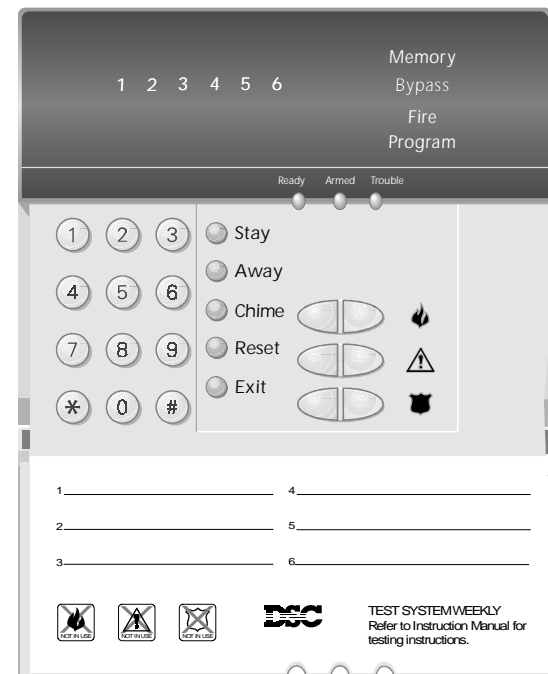 Memory
1 2 3 4 5 6 Bypass
Fire
Program
Ready Armed Trouble
1 2 3 Stay
Away
4 5 6
Chime
7 8 9 Reset
Exit
* 0 #
1 4
2 5
3 6
NOT IN USE NOT IN USE NOT IN USE
DSC
TEST SYSTEM WEEKLY
Refer to Instruction Manual for
testing instructions.